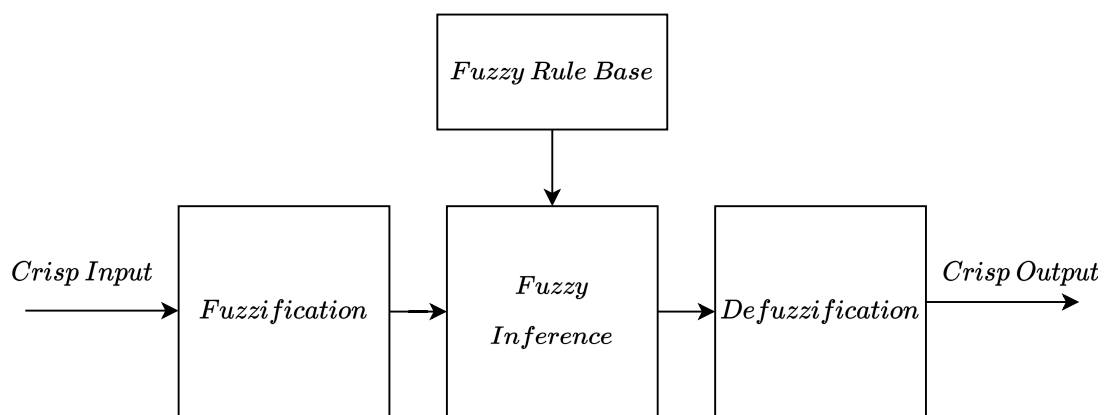 Fuzzy Rule Base
Crisp Input
Fuzzification
Fuzzy
Inference
Defuzzification
Crisp Output